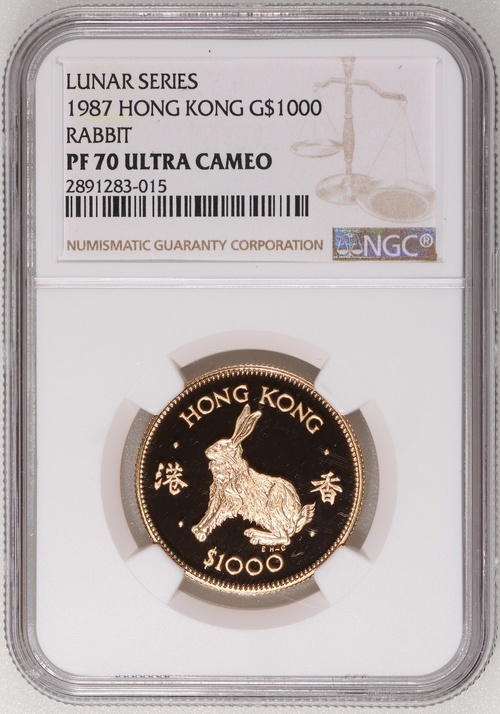 LUNAR SERIES
1987 HONG KONG G$1000
RABBIT
PF 70 ULTRA CAMEO
2891283-015
NUMISMATIC GUARANTY CORPORATION
NGC®
HONG KONG
港 香
E H-C
$1000